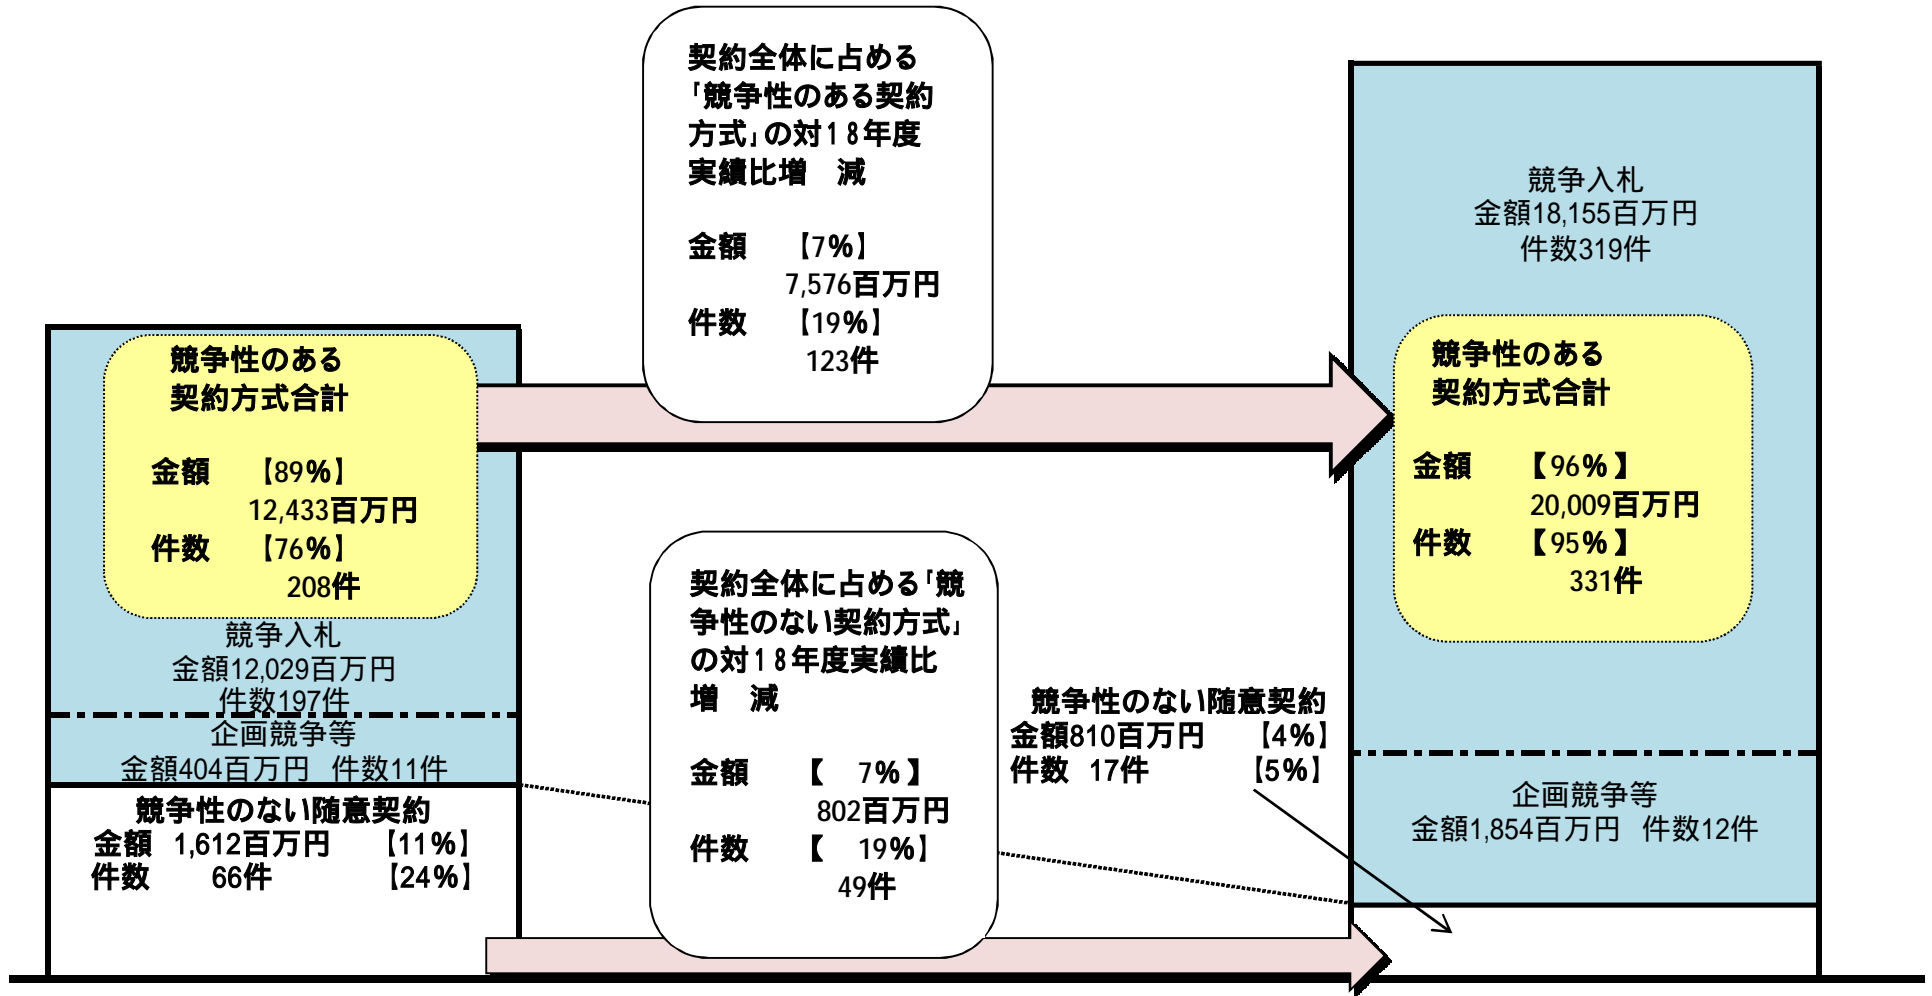 契約全体に占める
「競争性のある契約
方式」の対18年度
実績比増　減
金額　【7%】
7,576百万円
件数　【19%】
123件
競争性のある
契約方式合計
金額　【89%】
12,433百万円
件数　【76%】
208件
競争入札
金額12,029百万円
件数197件
企画競争等
金額404百万円　件数11件
競争性のない随意契約
金額　1,612百万円　【11%】
件数　66件　【24%】
契約全体に占める「競
争性のない契約方式」
の対18年度実績比
増　減
金額　【　7%】
802百万円
件数　【　19%】
49件
競争性のない随意契約
金額810百万円　【4%】
件数　17件　【5%】
競争入札
金額18,155百万円
件数319件
競争性のある
契約方式合計
金額　【96%】
20,009百万円
件数　【95%】
331件
企画競争等
金額1,854百万円　件数12件